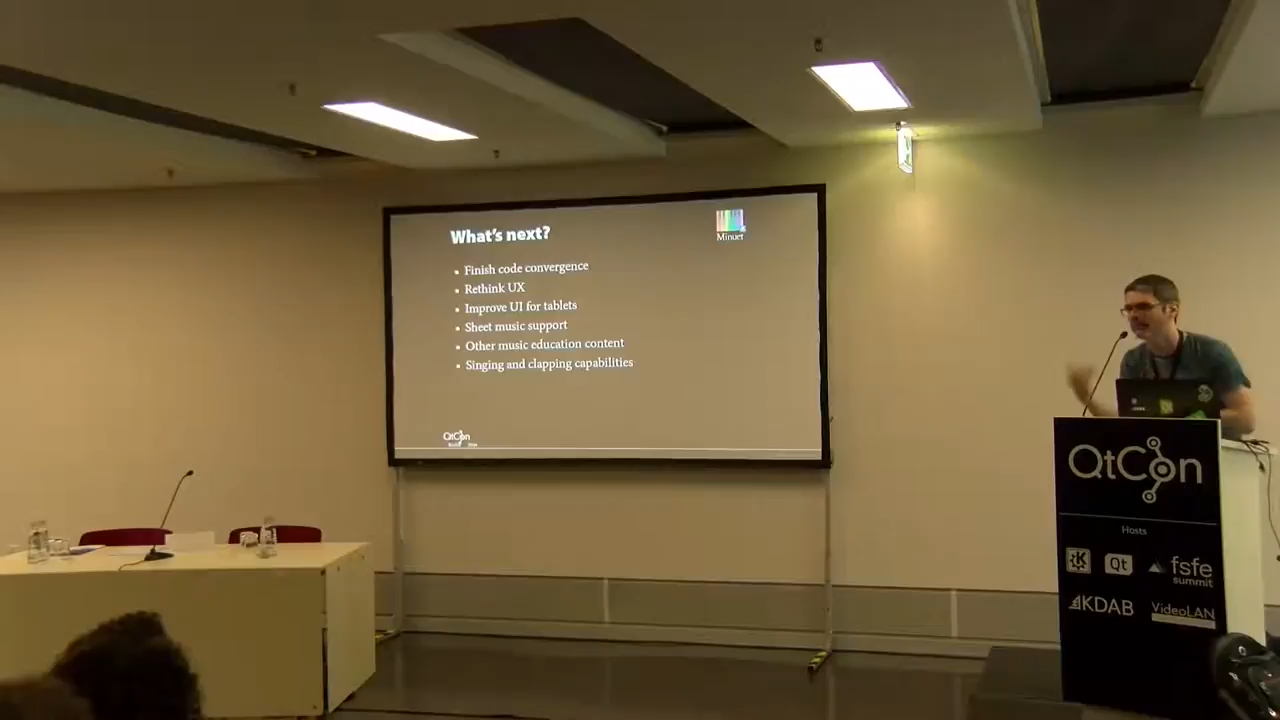 What's next?
Minuet
Finish code convergence
Rethink UX
Improve UI for tablets
Sheet music support
Other music education content
Singing and clapping capabilities
QtCon
QtCon
Hosts
Qt
fsfe
summit
KDAB
VideoLAN